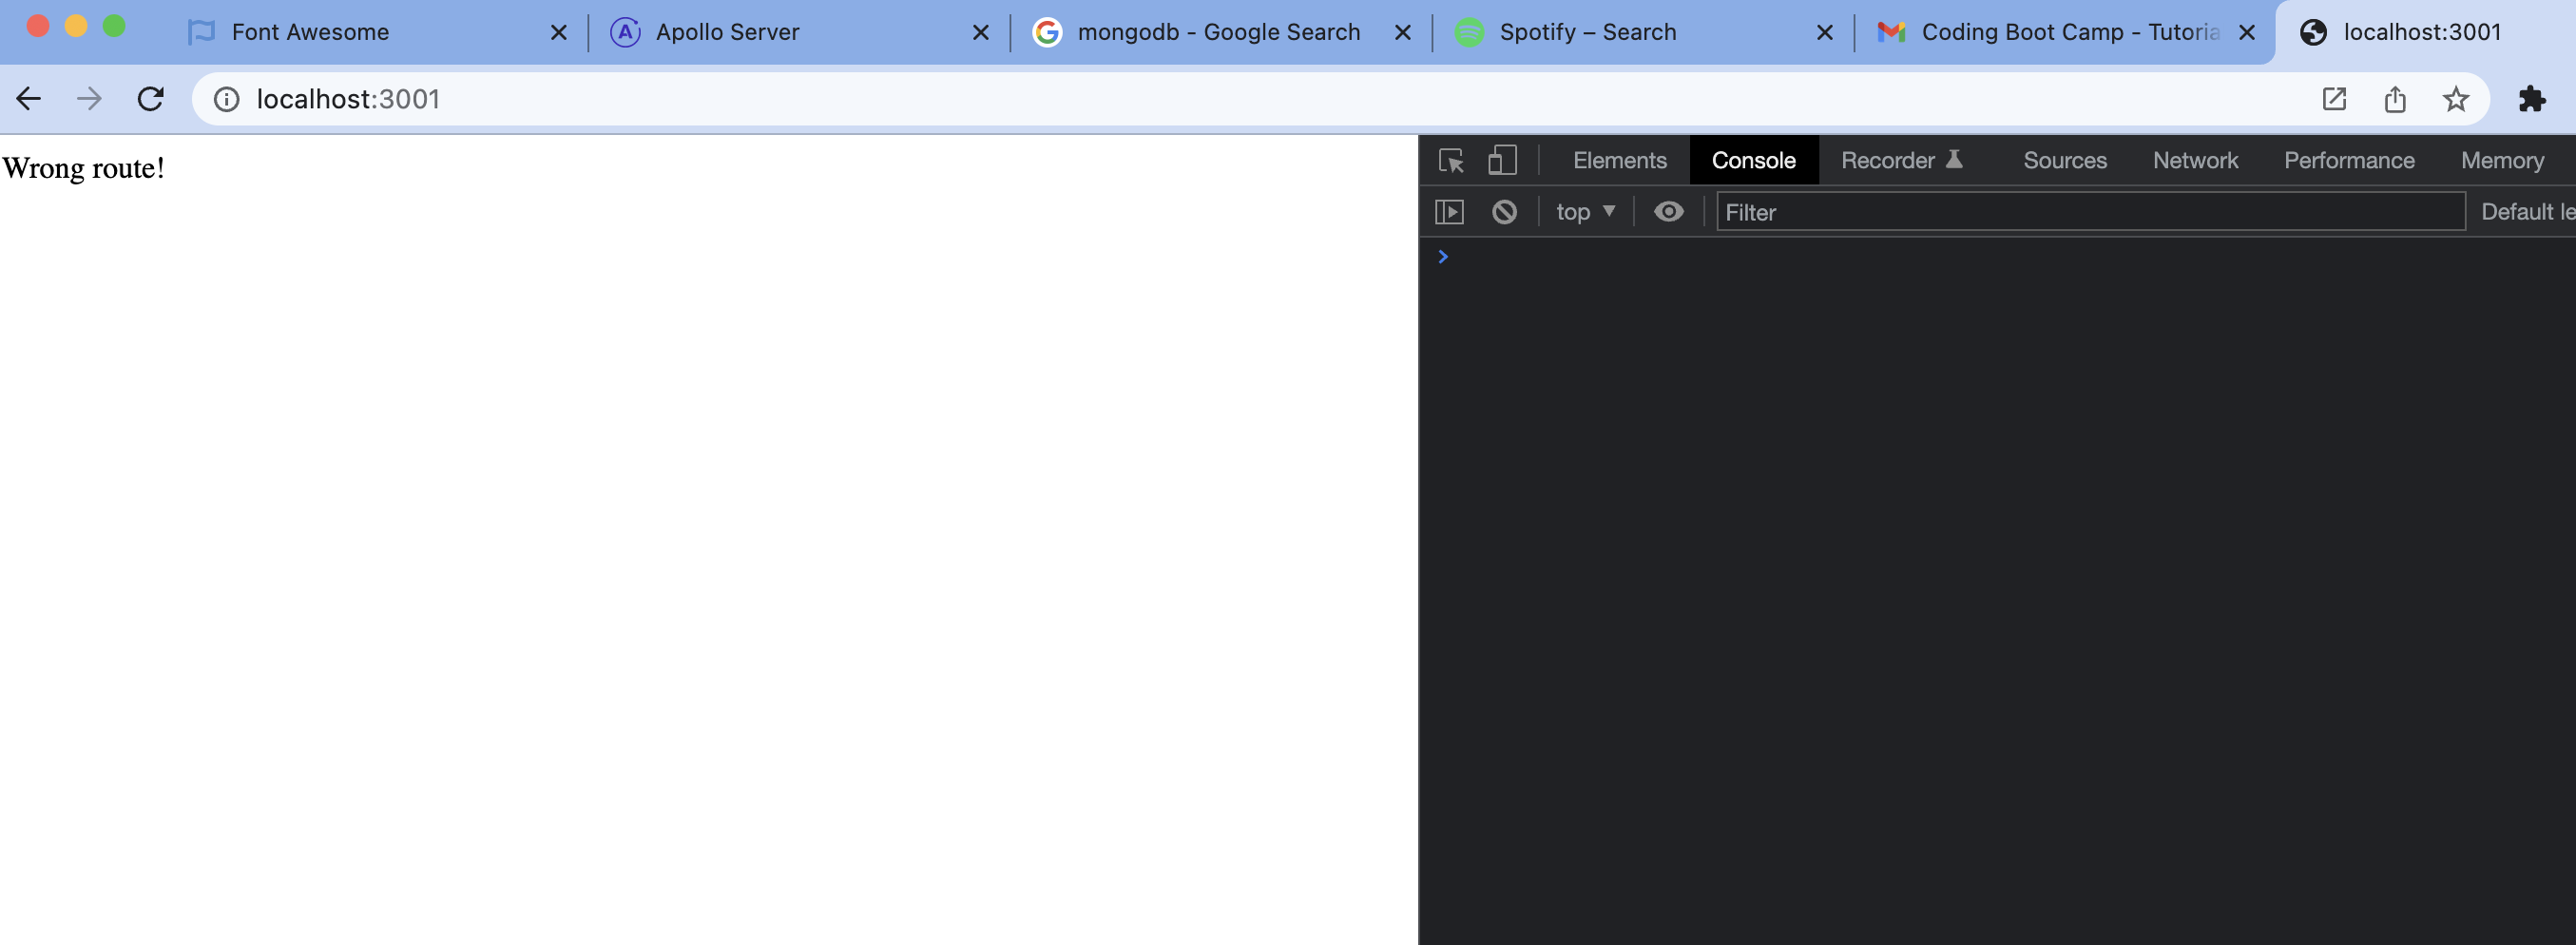 Font Awesome
Apollo Server
mongodb - Google Search
Spotify – Search
Coding Boot Camp - Tutoria
localhost:3001
localhost:3001
Wrong route!
Elements Console Recorder Sources Network Performance Memory
top Filter Default le